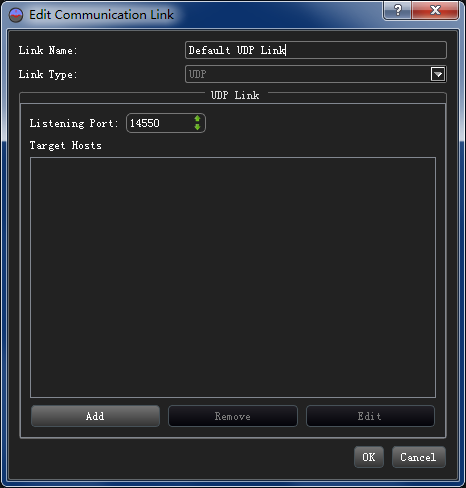 Edit Communication Link
?
Link Name: Default UDP Link
Link Type: UDP
UDP Link
Listening Port: 14550
Target Hosts
Add Remove Edit
OK Cancel